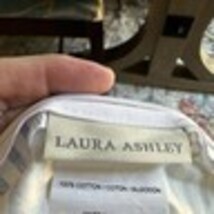 LAURA ASHLEY
100% COTTON / COTON / ALGODON